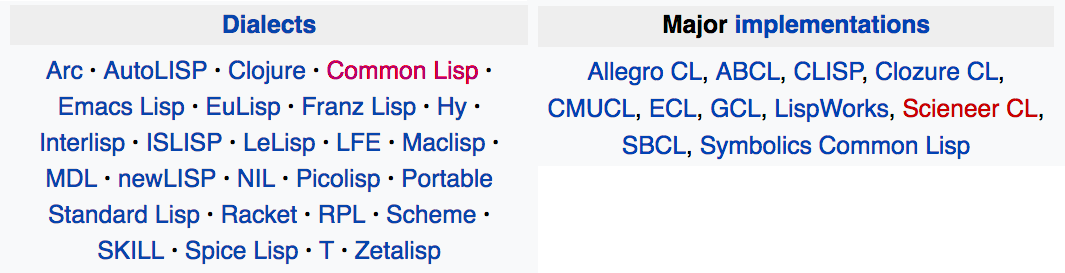 Dialects
Arc · AutoLISP · Clojure · Common Lisp ·
Emacs Lisp · EuLisp · Franz Lisp · Hy ·
Interlisp · ISLISP · LeLisp · LFE · Maclisp ·
MDL · newLISP · NIL · Picolisp · Portable
Standard Lisp · Racket · RPL · Scheme ·
SKILL · Spice Lisp · T · Zetalisp
Major implementations
Allegro CL, ABCL, CLISP, Clozure CL,
CMUCL, ECL, GCL, LispWorks, Scieneer CL,
SBCL, Symbolics Common Lisp